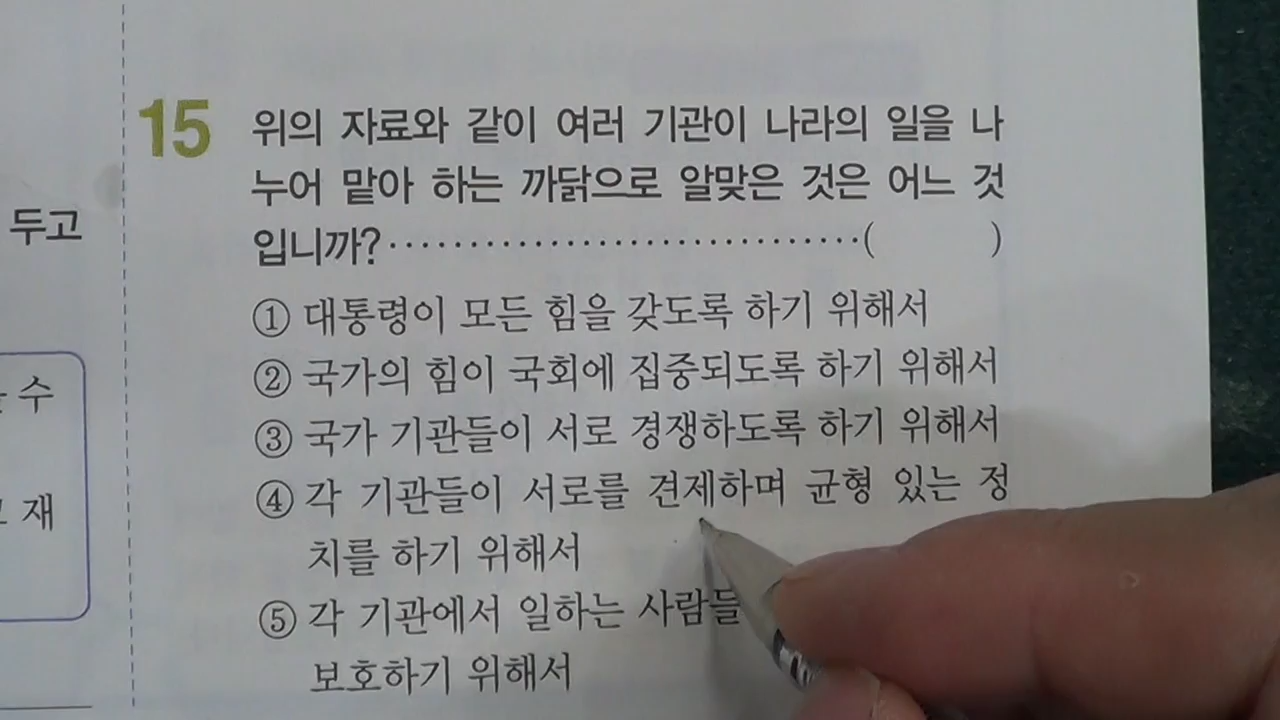 두고
수
재
15 위의 자료와 같이 여러 기관이 나라의 일을 나
누어 맡아 하는 까닭으로 알맞은 것은 어느 것
입니까?······························( )
① 대통령이 모든 힘을 갖도록 하기 위해서
② 국가의 힘이 국회에 집중되도록 하기 위해서
③ 국가 기관들이 서로 경쟁하도록 하기 위해서
④ 각 기관들이 서로를 견제하며 균형 있는 정
치를 하기 위해서
⑤ 각 기관에서 일하는 사람들
보호하기 위해서